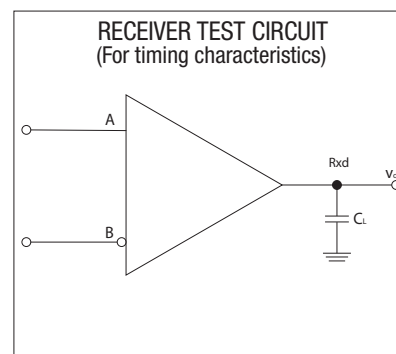 RECEIVER TEST CIRCUIT
(For timing characteristics)
A
Rxd
B
CL